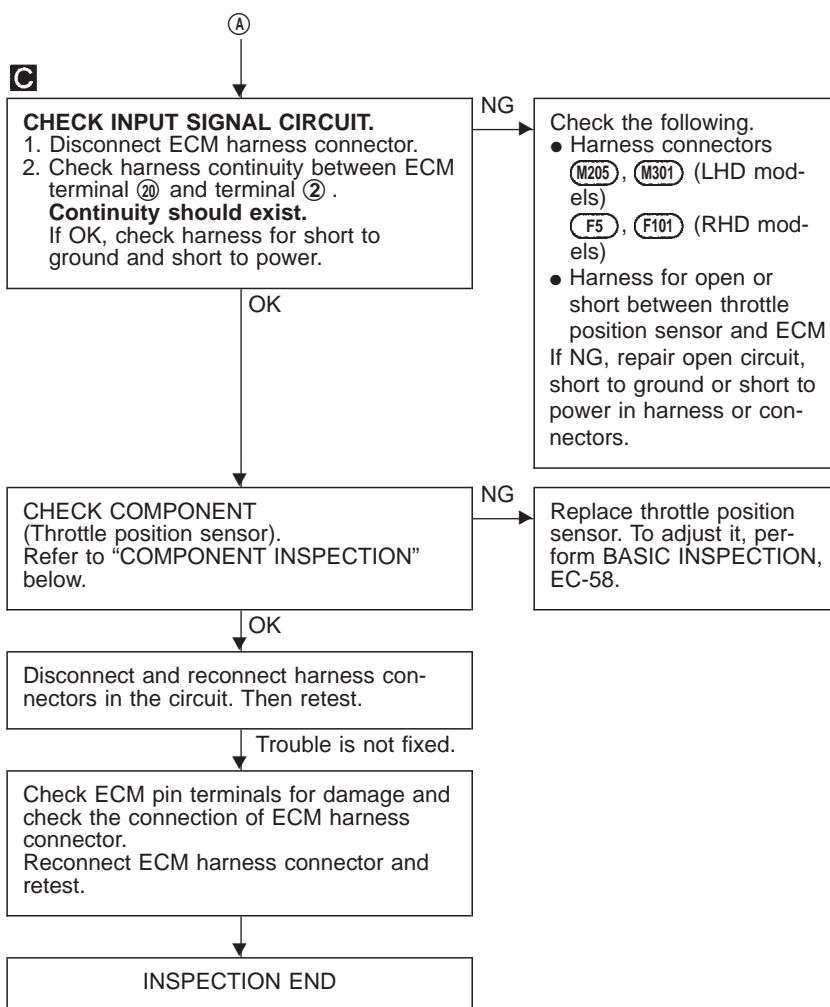 Ⓐ
C
CHECK INPUT SIGNAL CIRCUIT.
1. Disconnect ECM harness connector.
2. Check harness continuity between ECM
terminal ⑳ and terminal ② .
Continuity should exist.
If OK, check harness for short to
ground and short to power.
NG
Check the following.
● Harness connectors
M205, M301 (LHD mod-
els)
F5, F101 (RHD mod-
els)
● Harness for open or
short between throttle
position sensor and ECM
If NG, repair open circuit,
short to ground or short to
power in harness or con-
nectors.
OK
CHECK COMPONENT
(Throttle position sensor).
Refer to “COMPONENT INSPECTION”
below.
NG
Replace throttle position
sensor. To adjust it, per-
form BASIC INSPECTION,
EC-58.
OK
Disconnect and reconnect harness con-
nectors in the circuit. Then retest.
Trouble is not fixed.
Check ECM pin terminals for damage and
check the connection of ECM harness
connector.
Reconnect ECM harness connector and
retest.
INSPECTION END